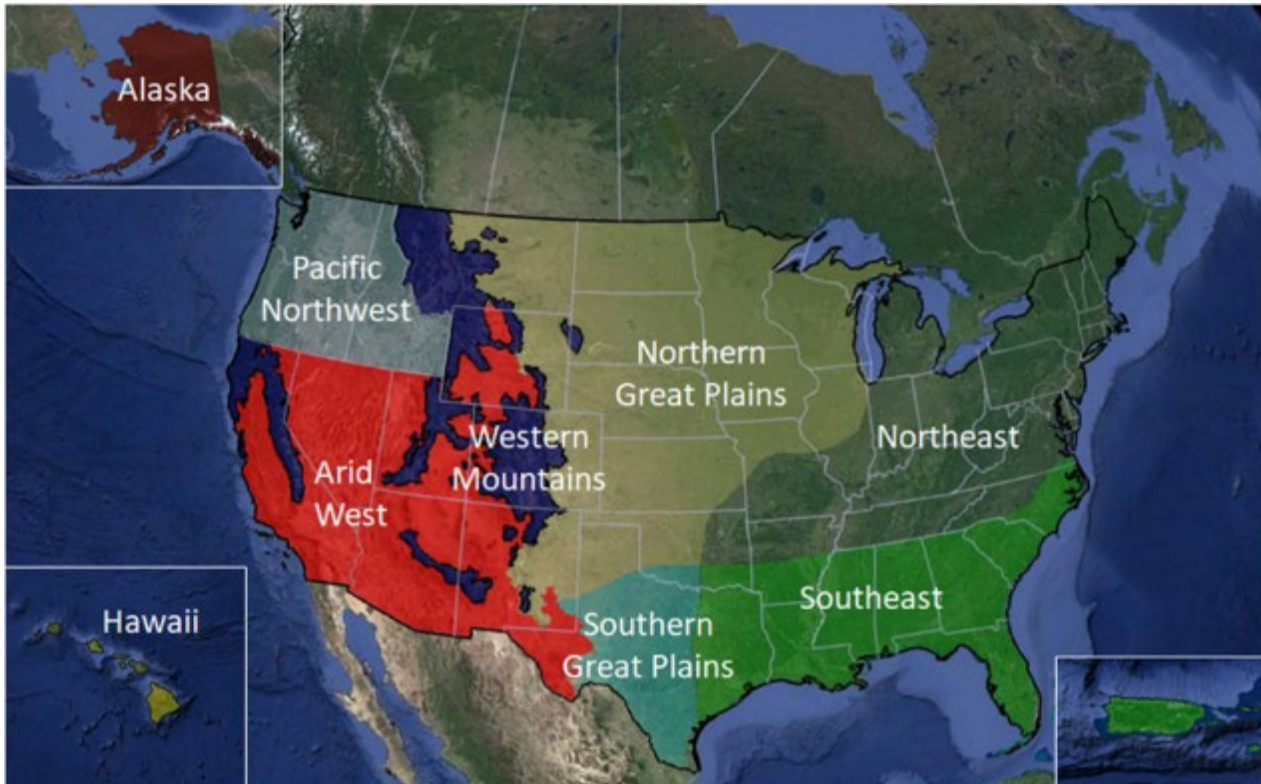 Alaska
Pacific
Northwest
Northern
Great Plains
Northeast
Western
Mountains
Arid
West
Southeast
Hawaii
Southern
Great Plains